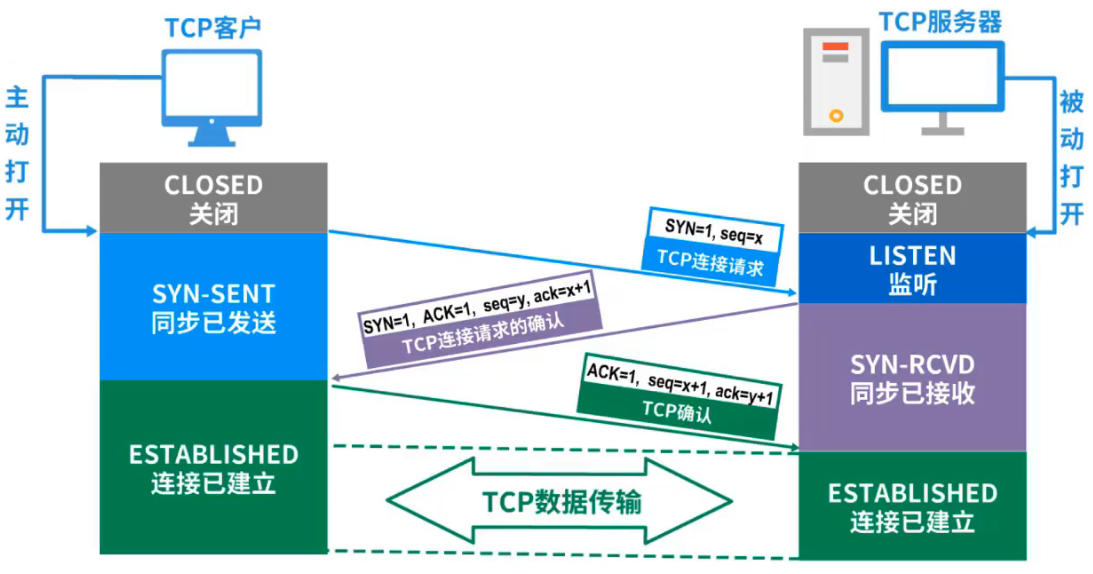 TCP客户
TCP服务器
主动打开
被动打开
CLOSED
关闭
CLOSED
关闭
SYN=1, seq=x
TCP连接请求
LISTEN
监听
SYN-SENT
同步已发送
SYN=1, ACK=1, seq=y, ack=x+1
TCP连接请求的确认
SYN-RCVD
同步已接收
ACK=1, seq=x+1, ack=y+1
TCP确认
ESTABLISHED
连接已建立
TCP数据传输
ESTABLISHED
连接已建立